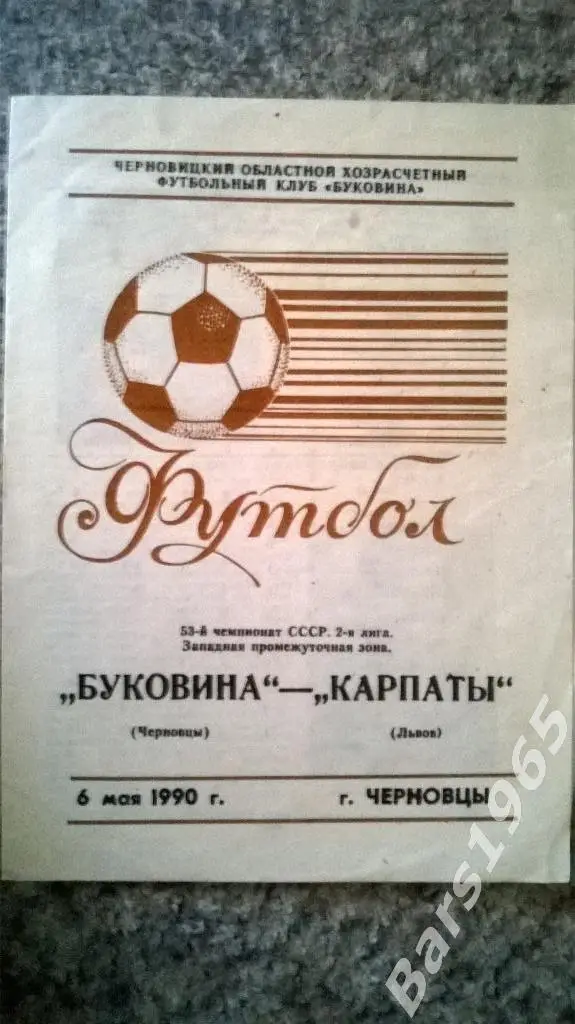 ЧЕРНОВИЦКИЙ ОБЛАСТНОЙ ХОЗРАСЧЕТНЫЙ
ФУТБОЛЬНЫЙ КЛУБ «БУКОВИНА»
Футбол
53-й чемпионат СССР. 2-я лига.
Западная промежуточная зона.
„БУКОВИНА“—„КАРПАТЫ“
(Черновцы) (Львов)
6 мая 1990 г. г. ЧЕРНОВЦЫ
Bars1965